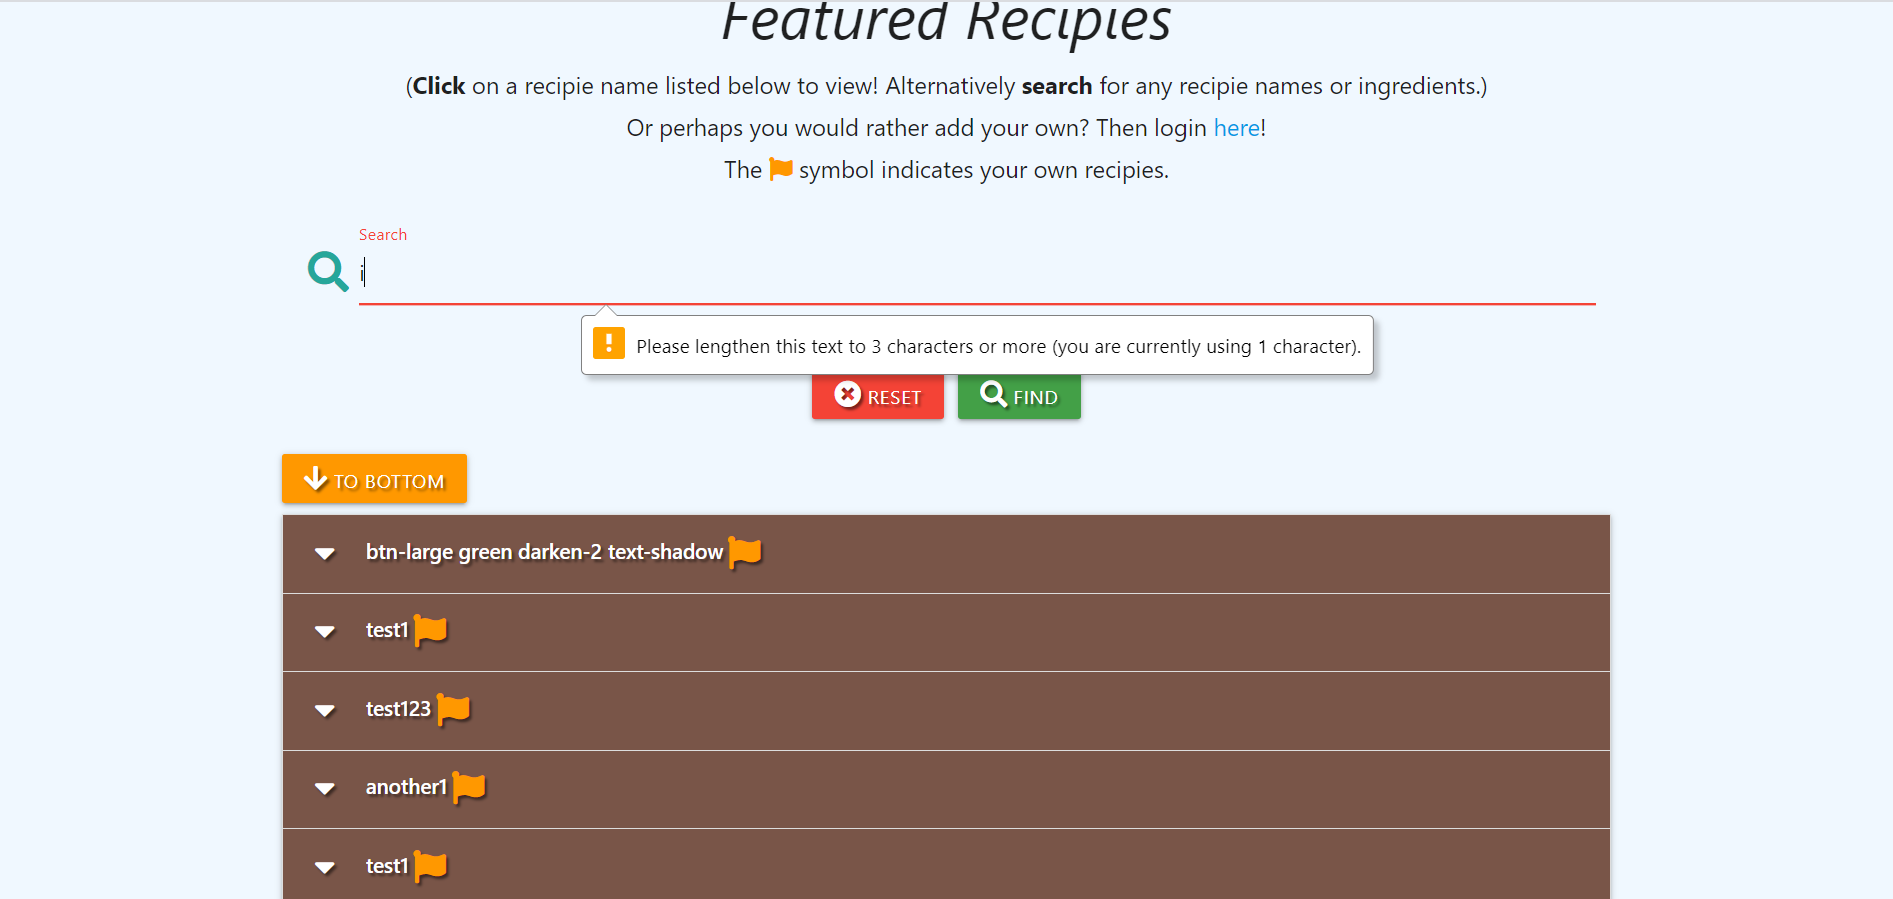 Featured Recipies
(Click on a recipie name listed below to view! Alternatively search for any recipie names or ingredients.)
Or perhaps you would rather add your own? Then login here!
The symbol indicates your own recipies.
Search
i
Please lengthen this text to 3 characters or more (you are currently using 1 character).
RESET FIND
TO BOTTOM
btn-large green darken-2 text-shadow
test1
test123
another1
test1